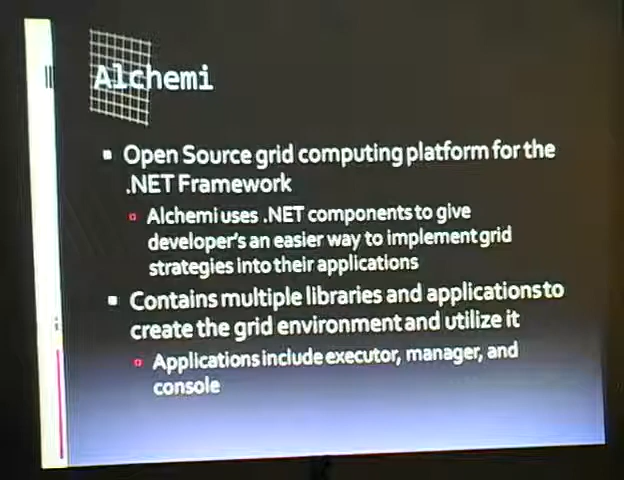 Alchemi
Open Source grid computing platform for the
.NET Framework
Alchemi uses .NET components to give
developer's an easier way to implement grid
strategies into their applications
Contains multiple libraries and applications to
create the grid environment and utilize it
Applications include executor, manager, and
console